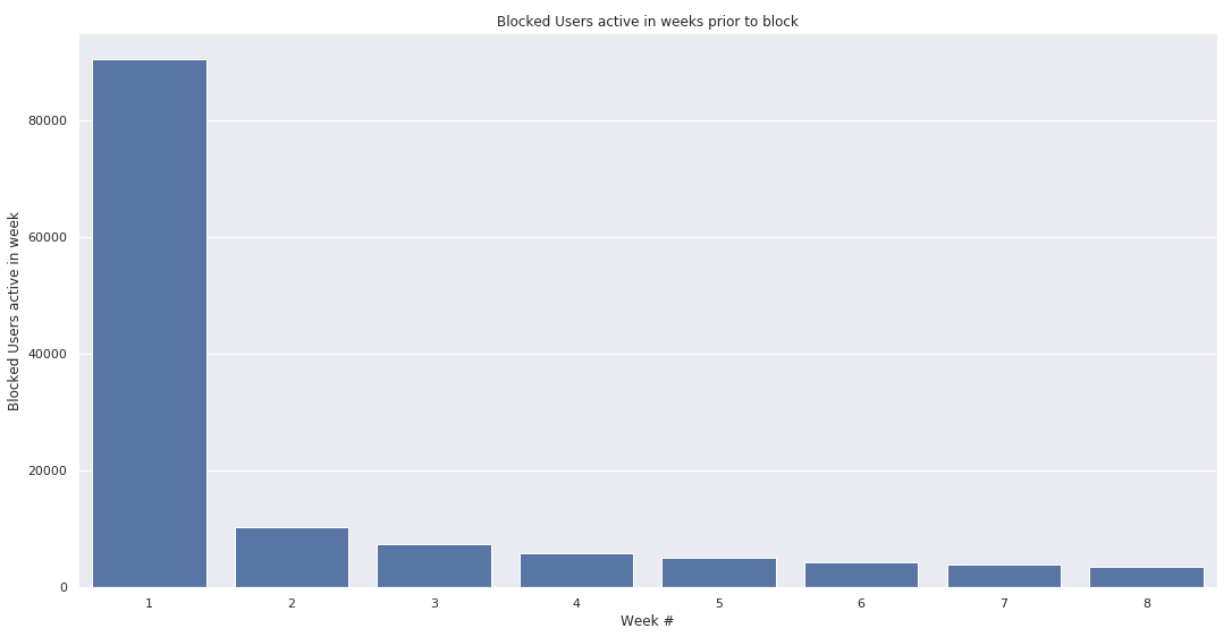 Blocked Users active in weeks prior to block
Blocked Users active in week
80000
60000
40000
20000
0
1 2 3 4 5 6 7 8
Week #